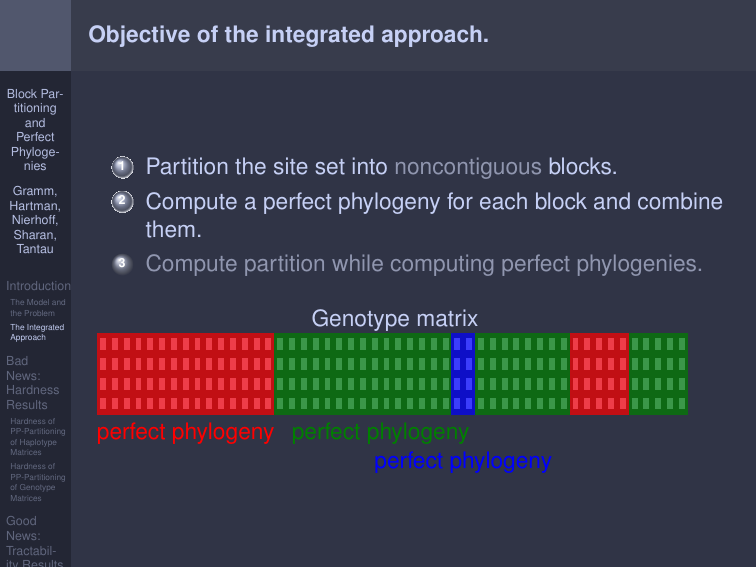 Objective of the integrated approach.
Block Par-
titioning
and
Perfect
Phyloge-
nies
Gramm,
Hartman,
Nierhoff,
Sharan,
Tantau
Introduction
The Model and
the Problem
The Integrated
Approach
Bad
News:
Hardness
Results
Hardness of
PP-Partitioning
of Haplotype
Matrices
Hardness of
PP-Partitioning
of Genotype
Matrices
Good
News:
Tractabil-
ity Results
1 Partition the site set into noncontiguous blocks.
2 Compute a perfect phylogeny for each block and combine
them.
3 Compute partition while computing perfect phylogenies.
Genotype matrix
perfect phylogeny perfect phylogeny
perfect phylogeny